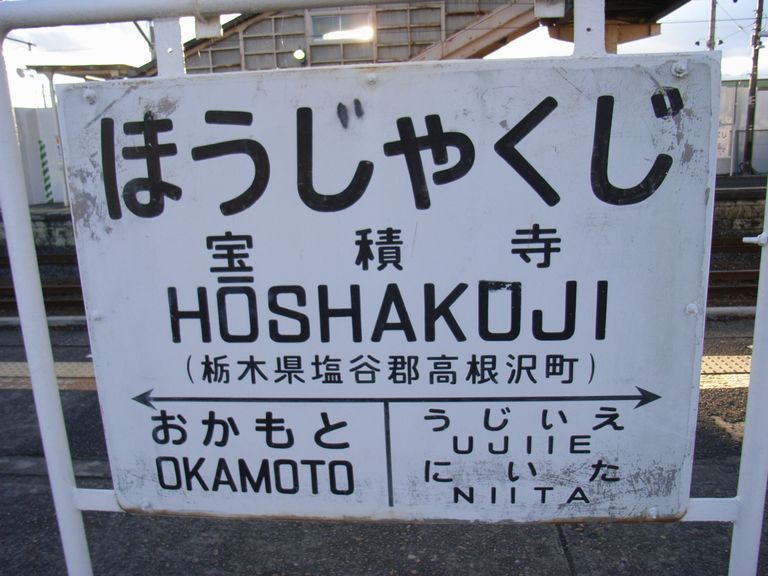 ほうじゃくじ
宝積寺
HŌSHAKUJI
(栃木県塩谷郡高根沢町)
おかもと
OKAMOTO
うじいえ
UJIIE
にいた
NIITA